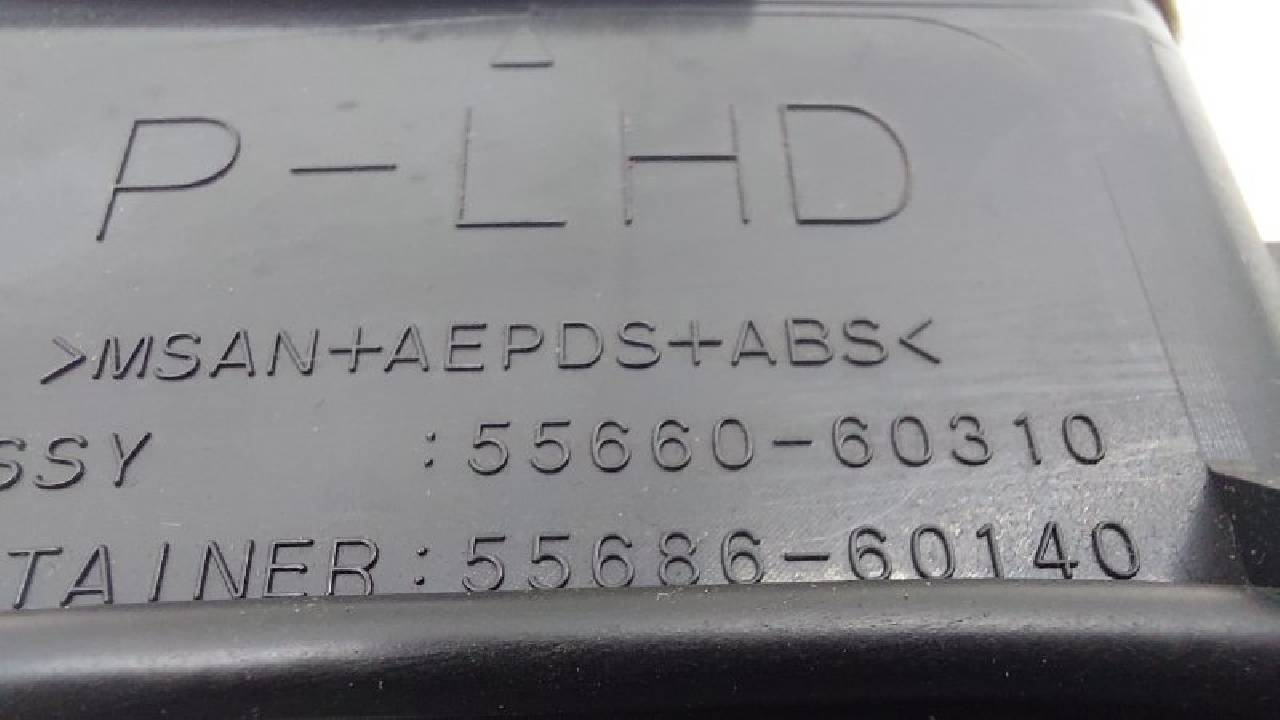 P-LHD
>MSAN+AEPDS+ABS<
SSY :55660-60310
TAINER:55686-60140